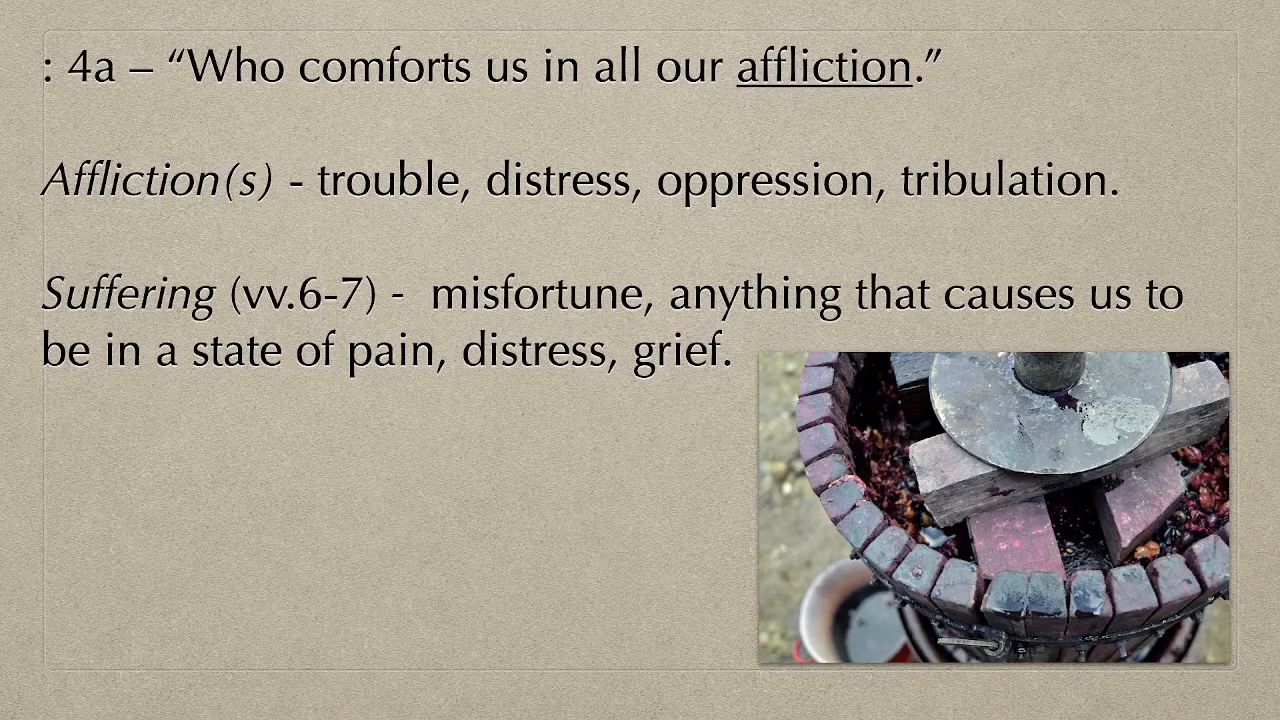 : 4a – “Who comforts us in all our affliction.”
Affliction(s) - trouble, distress, oppression, tribulation.
Suffering (vv.6-7) -  misfortune, anything that causes us to
be in a state of pain, distress, grief.